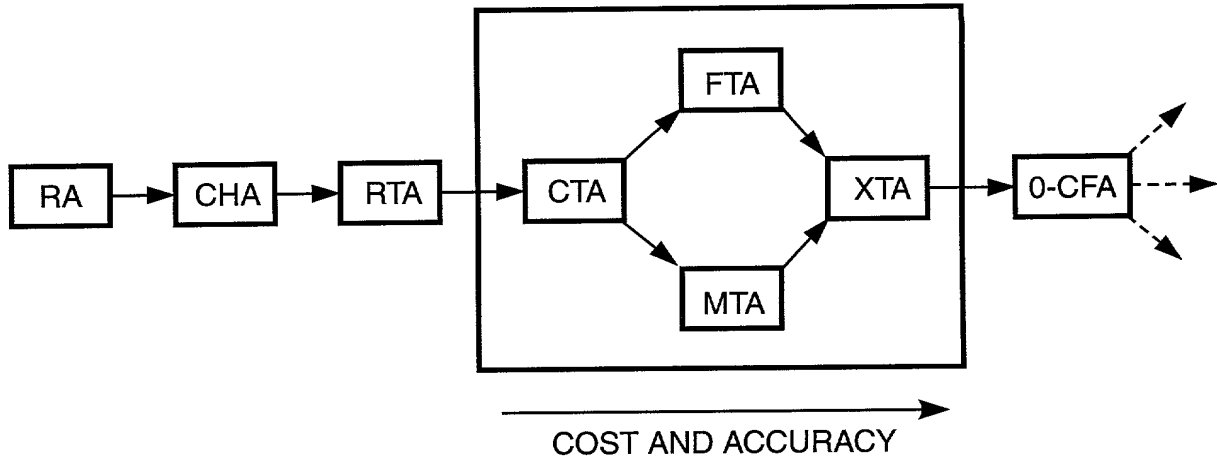 FTA
RA
CHA
RTA
CTA
XTA
0-CFA
MTA
COST AND ACCURACY